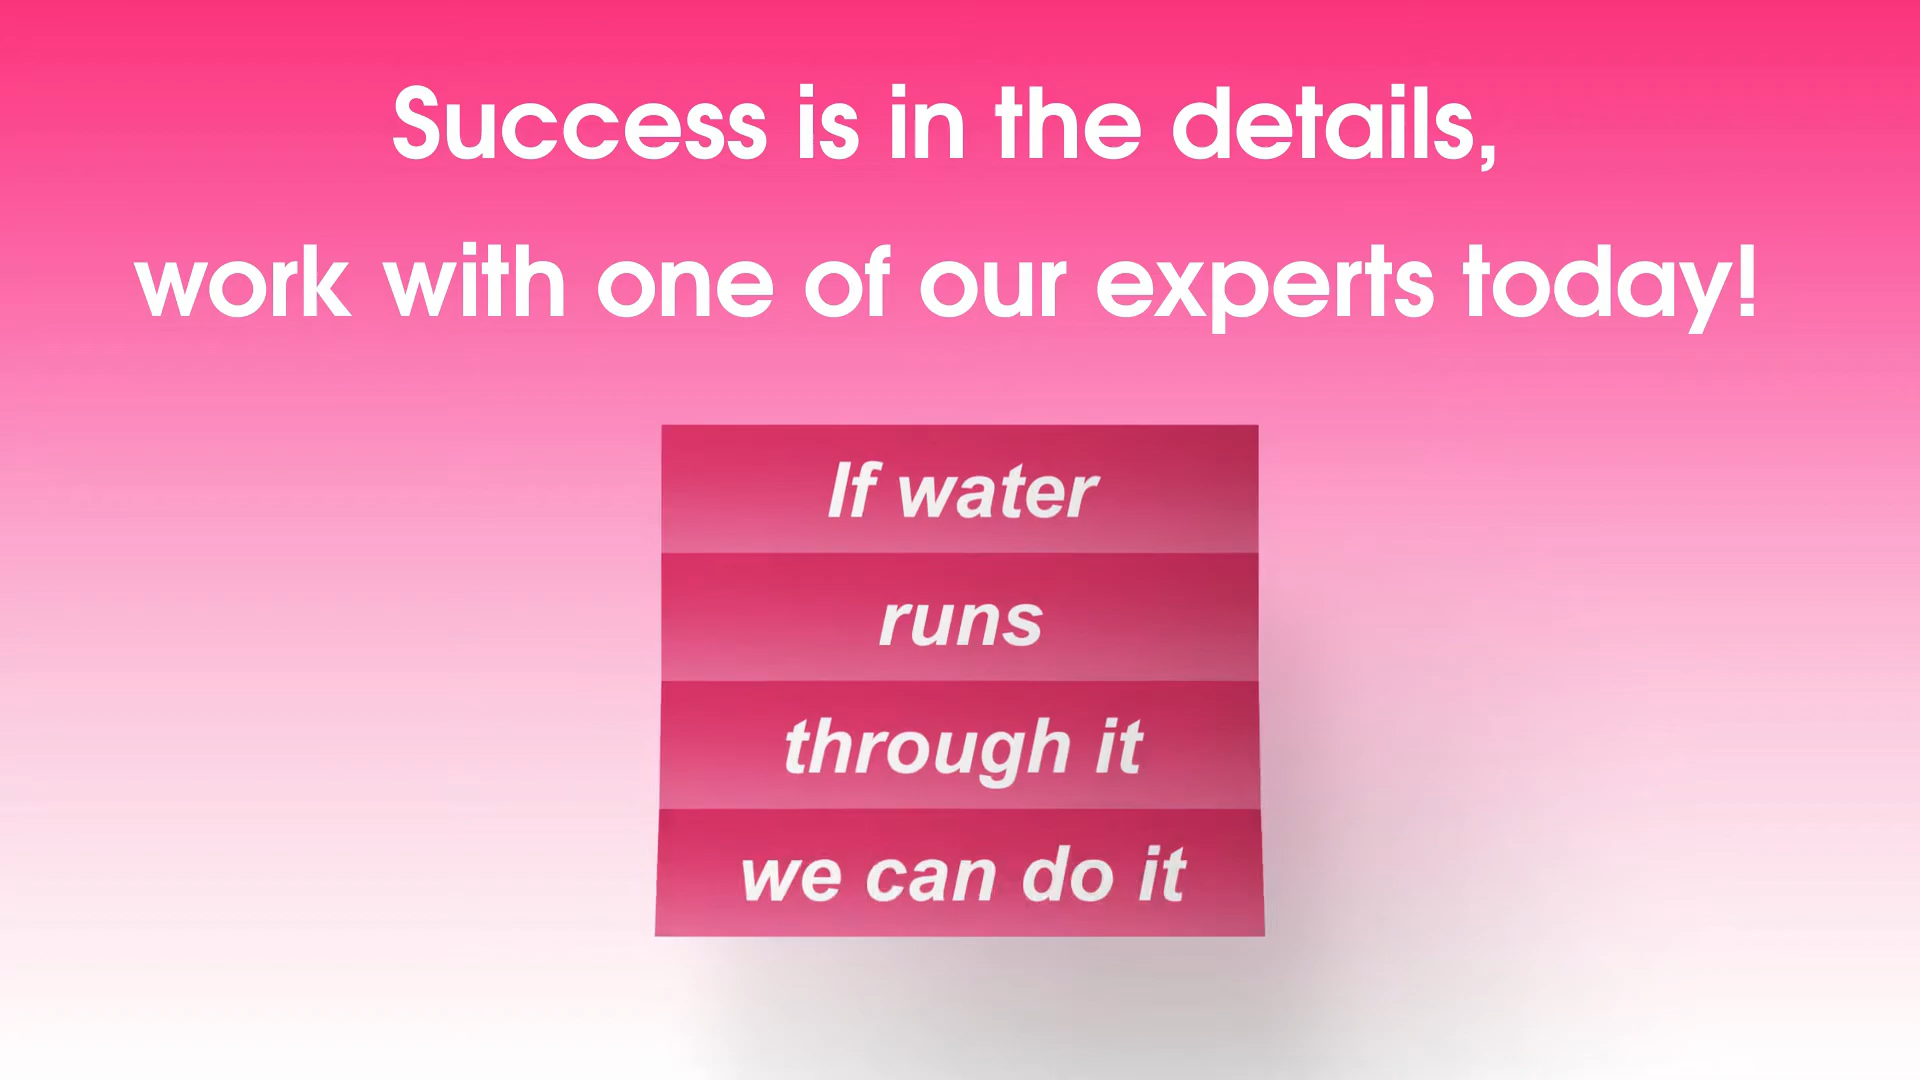 Success is in the details,
work with one of our experts today!
If water
runs
through it
we can do it